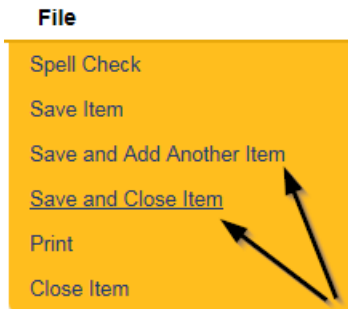 File
Spell Check
Save Item
Save and Add Another Item
Save and Close Item
Print
Close Item